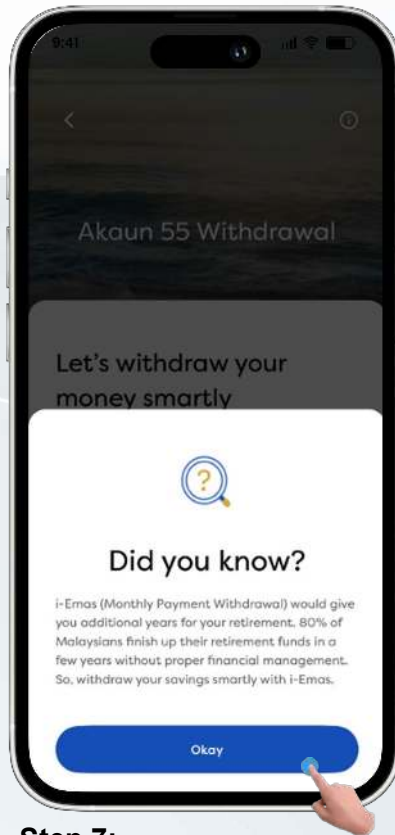 9:41
Akaun 55 Withdrawal
Let's withdraw your
money smartly
?
Did you know?
i-Emas (Monthly Payment Withdrawal) would give
you additional years for your retirement. 80% of
Malaysians finish up their retirement funds in a
few years without proper financial management.
So, withdraw your savings smartly with i-Emas.
Okay
Step 7: